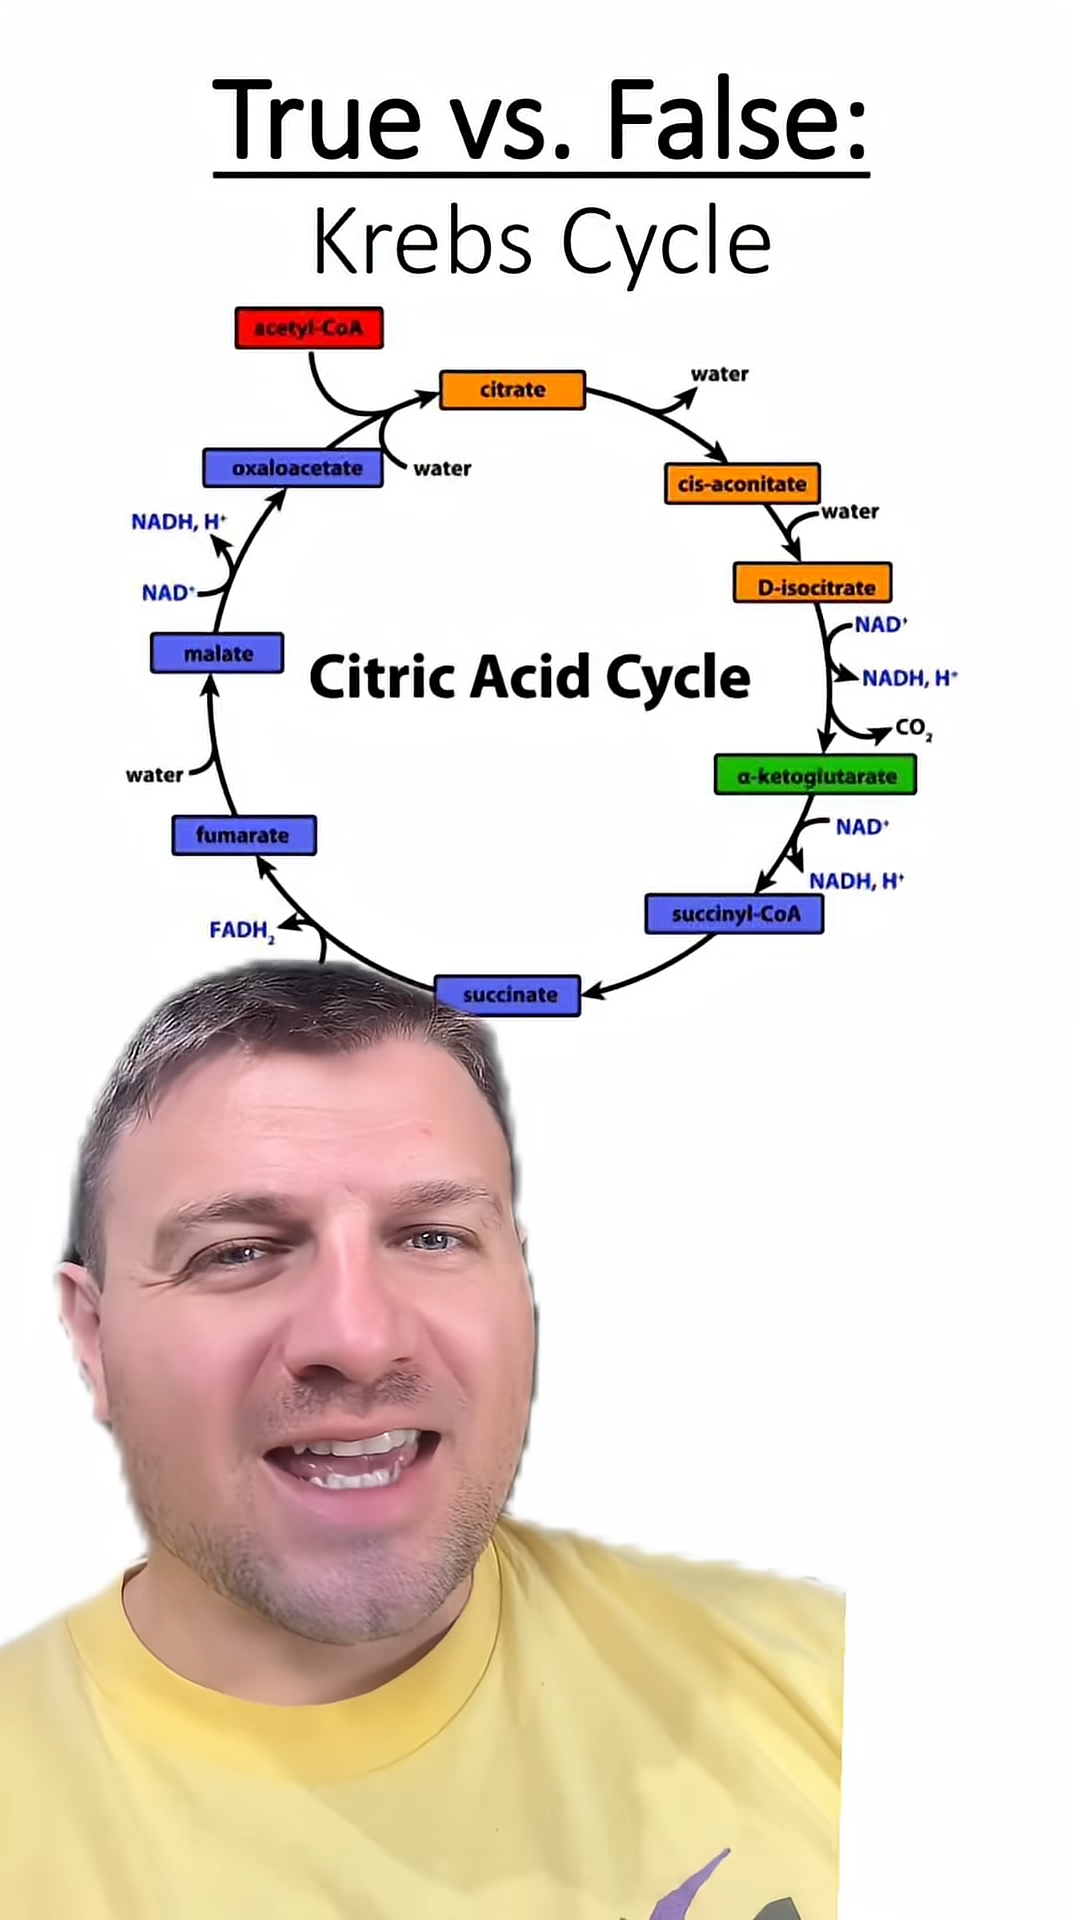 True vs. False:
Krebs Cycle
acetyl-CoA
citrate
water
oxaloacetate
water
cis-aconitate
water
NADH, H⁺
NAD⁺
D-isocitrate
NAD⁺
malate
Citric Acid Cycle
NADH, H⁺
CO₂
water
α-ketoglutarate
fumarate
NAD⁺
NADH, H⁺
succinyl-CoA
FADH₂
succinate